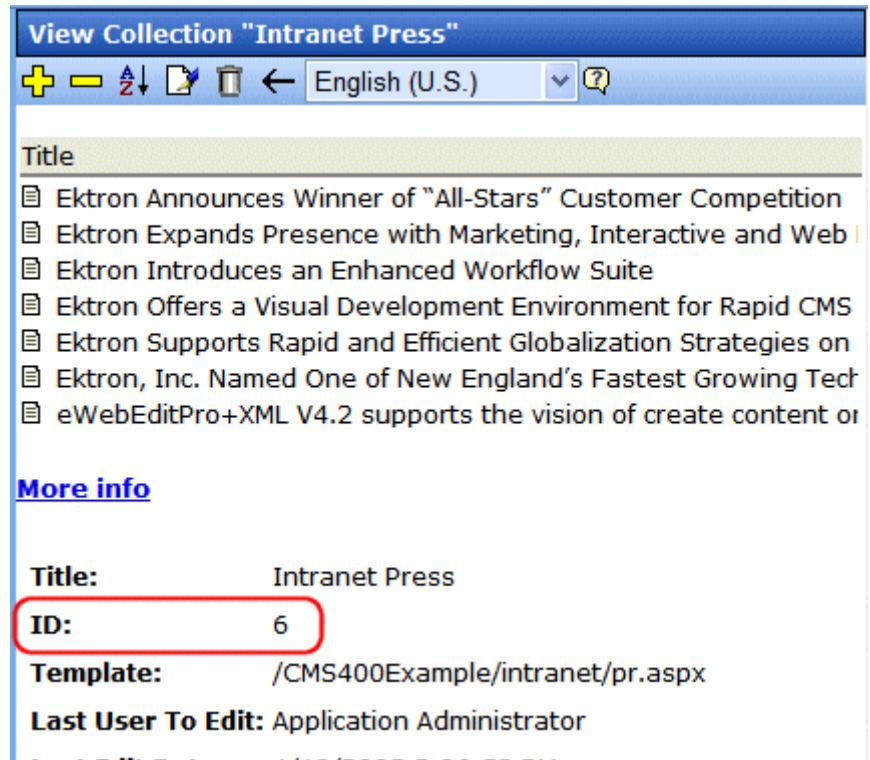 View Collection "Intranet Press"
English (U.S.)
Title
Ektron Announces Winner of “All-Stars” Customer Competition
Ektron Expands Presence with Marketing, Interactive and Web
Ektron Introduces an Enhanced Workflow Suite
Ektron Offers a Visual Development Environment for Rapid CMS
Ektron Supports Rapid and Efficient Globalization Strategies on
Ektron, Inc. Named One of New England’s Fastest Growing Tech
eWebEditPro+XML V4.2 supports the vision of create content
More info
Title: Intranet Press
ID: 6
Template: /CMS400Example/intranet/pr.aspx
Last User To Edit: Application Administrator